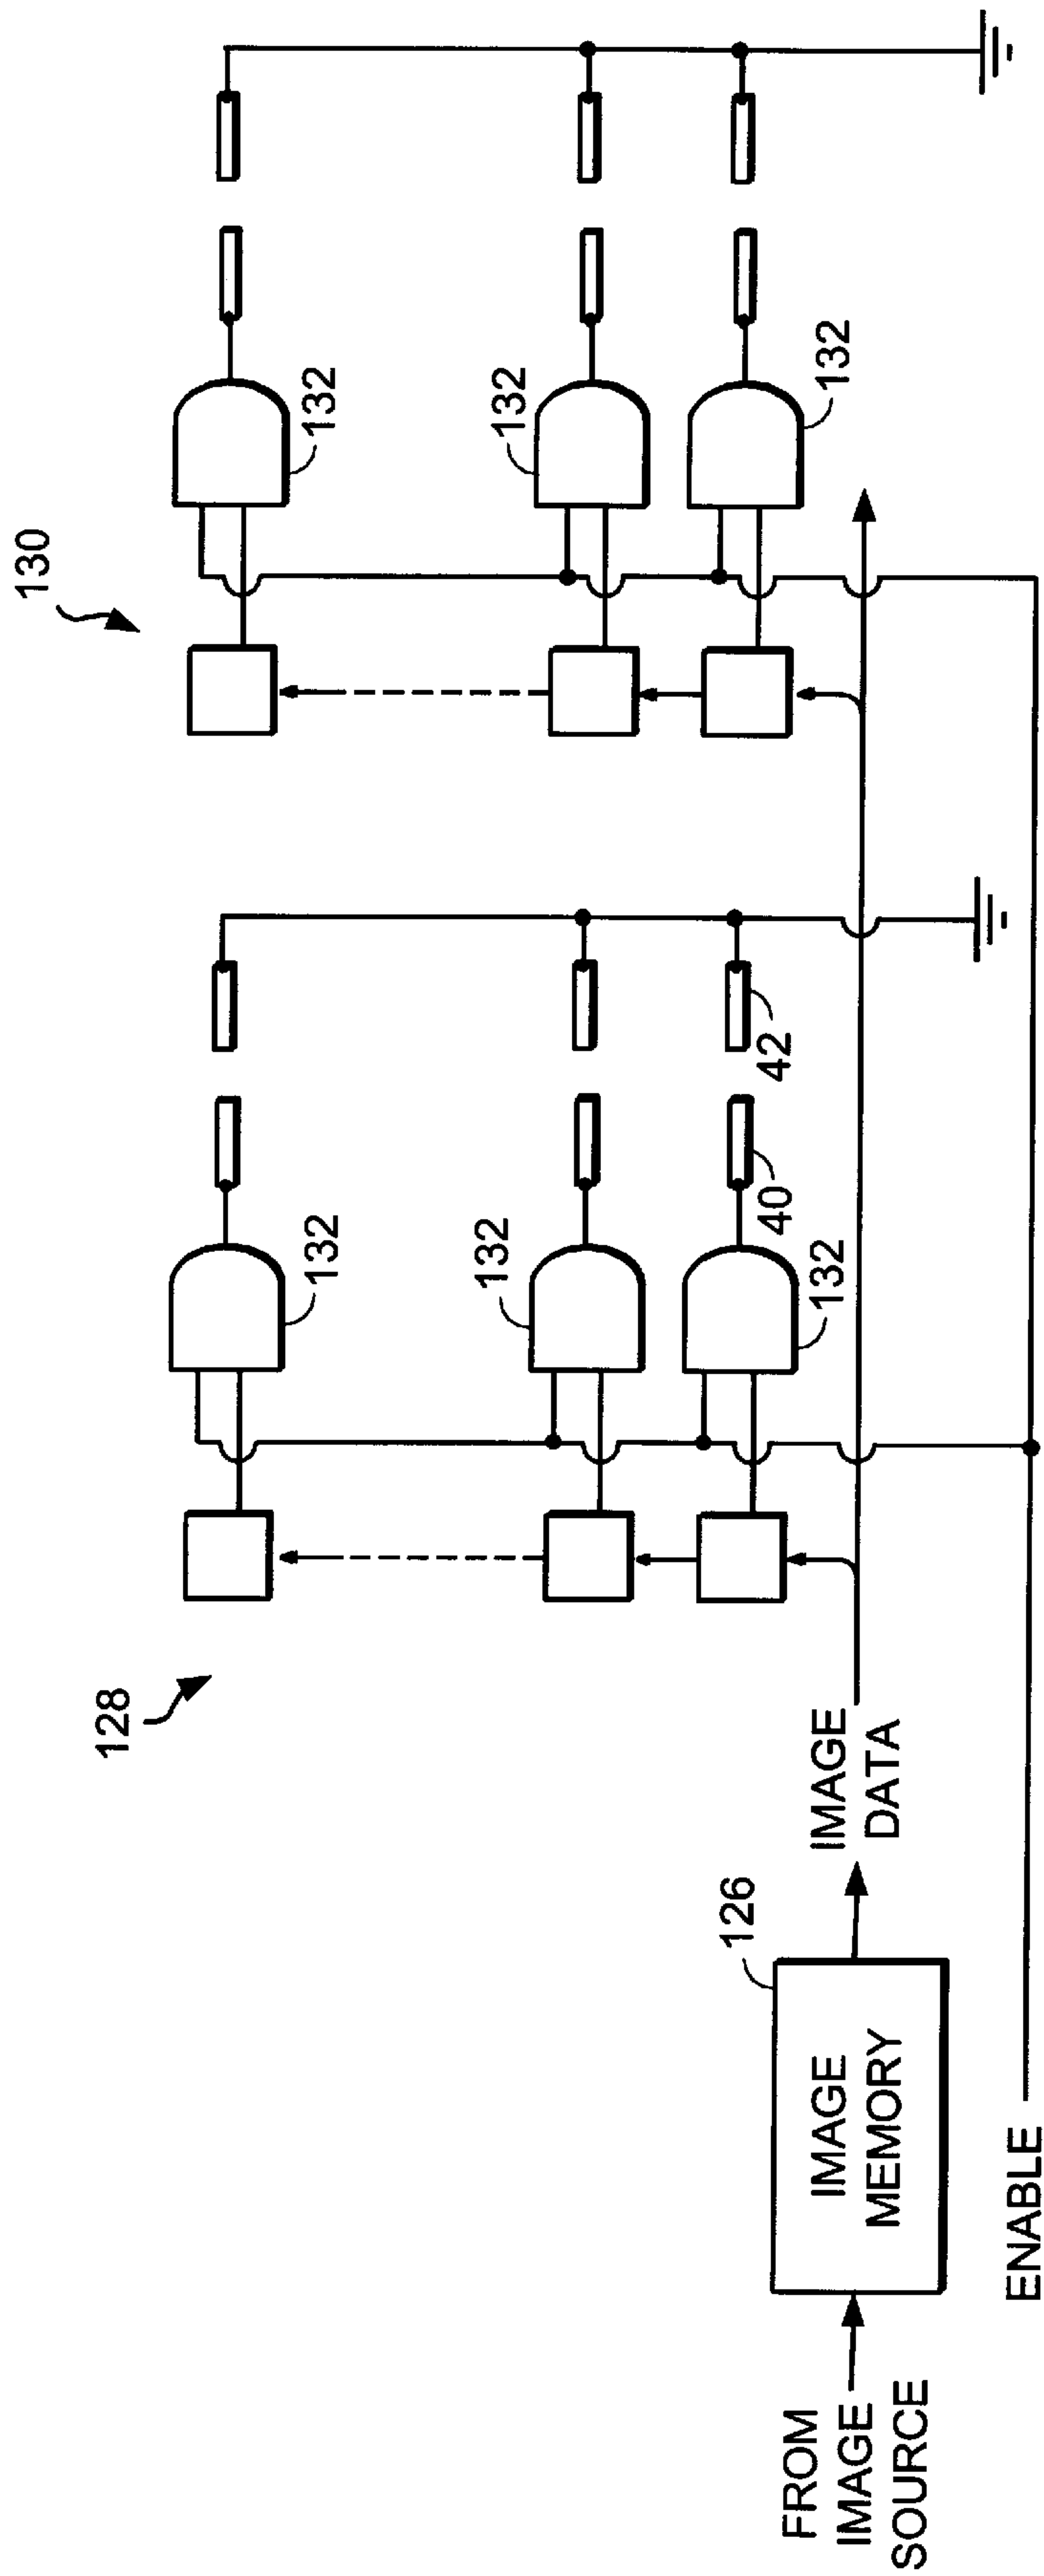 FROM
IMAGE
SOURCE
IMAGE
MEMORY
126
IMAGE
DATA
ENABLE
128
132
132
132
40
42
130
132
132
132